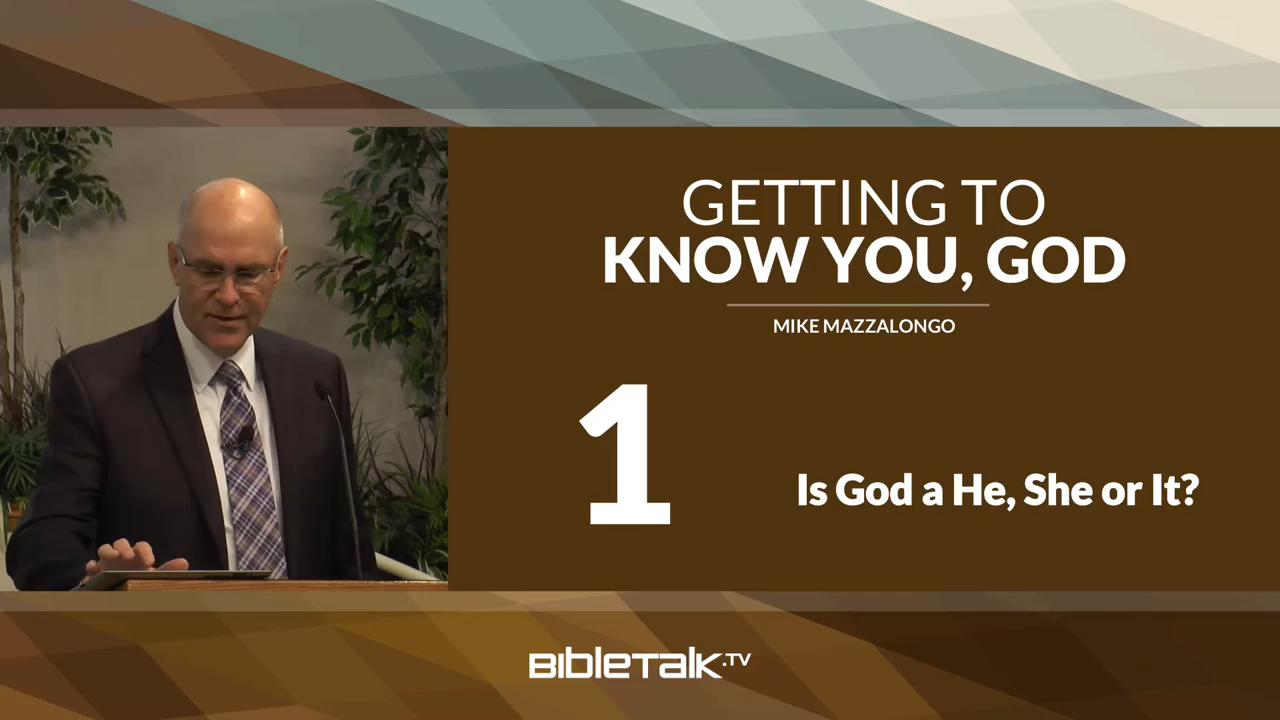 GETTING TO
KNOW YOU, GOD
MIKE MAZZALONGO
1
Is God a He, She or It?
BIBLETALK.TV